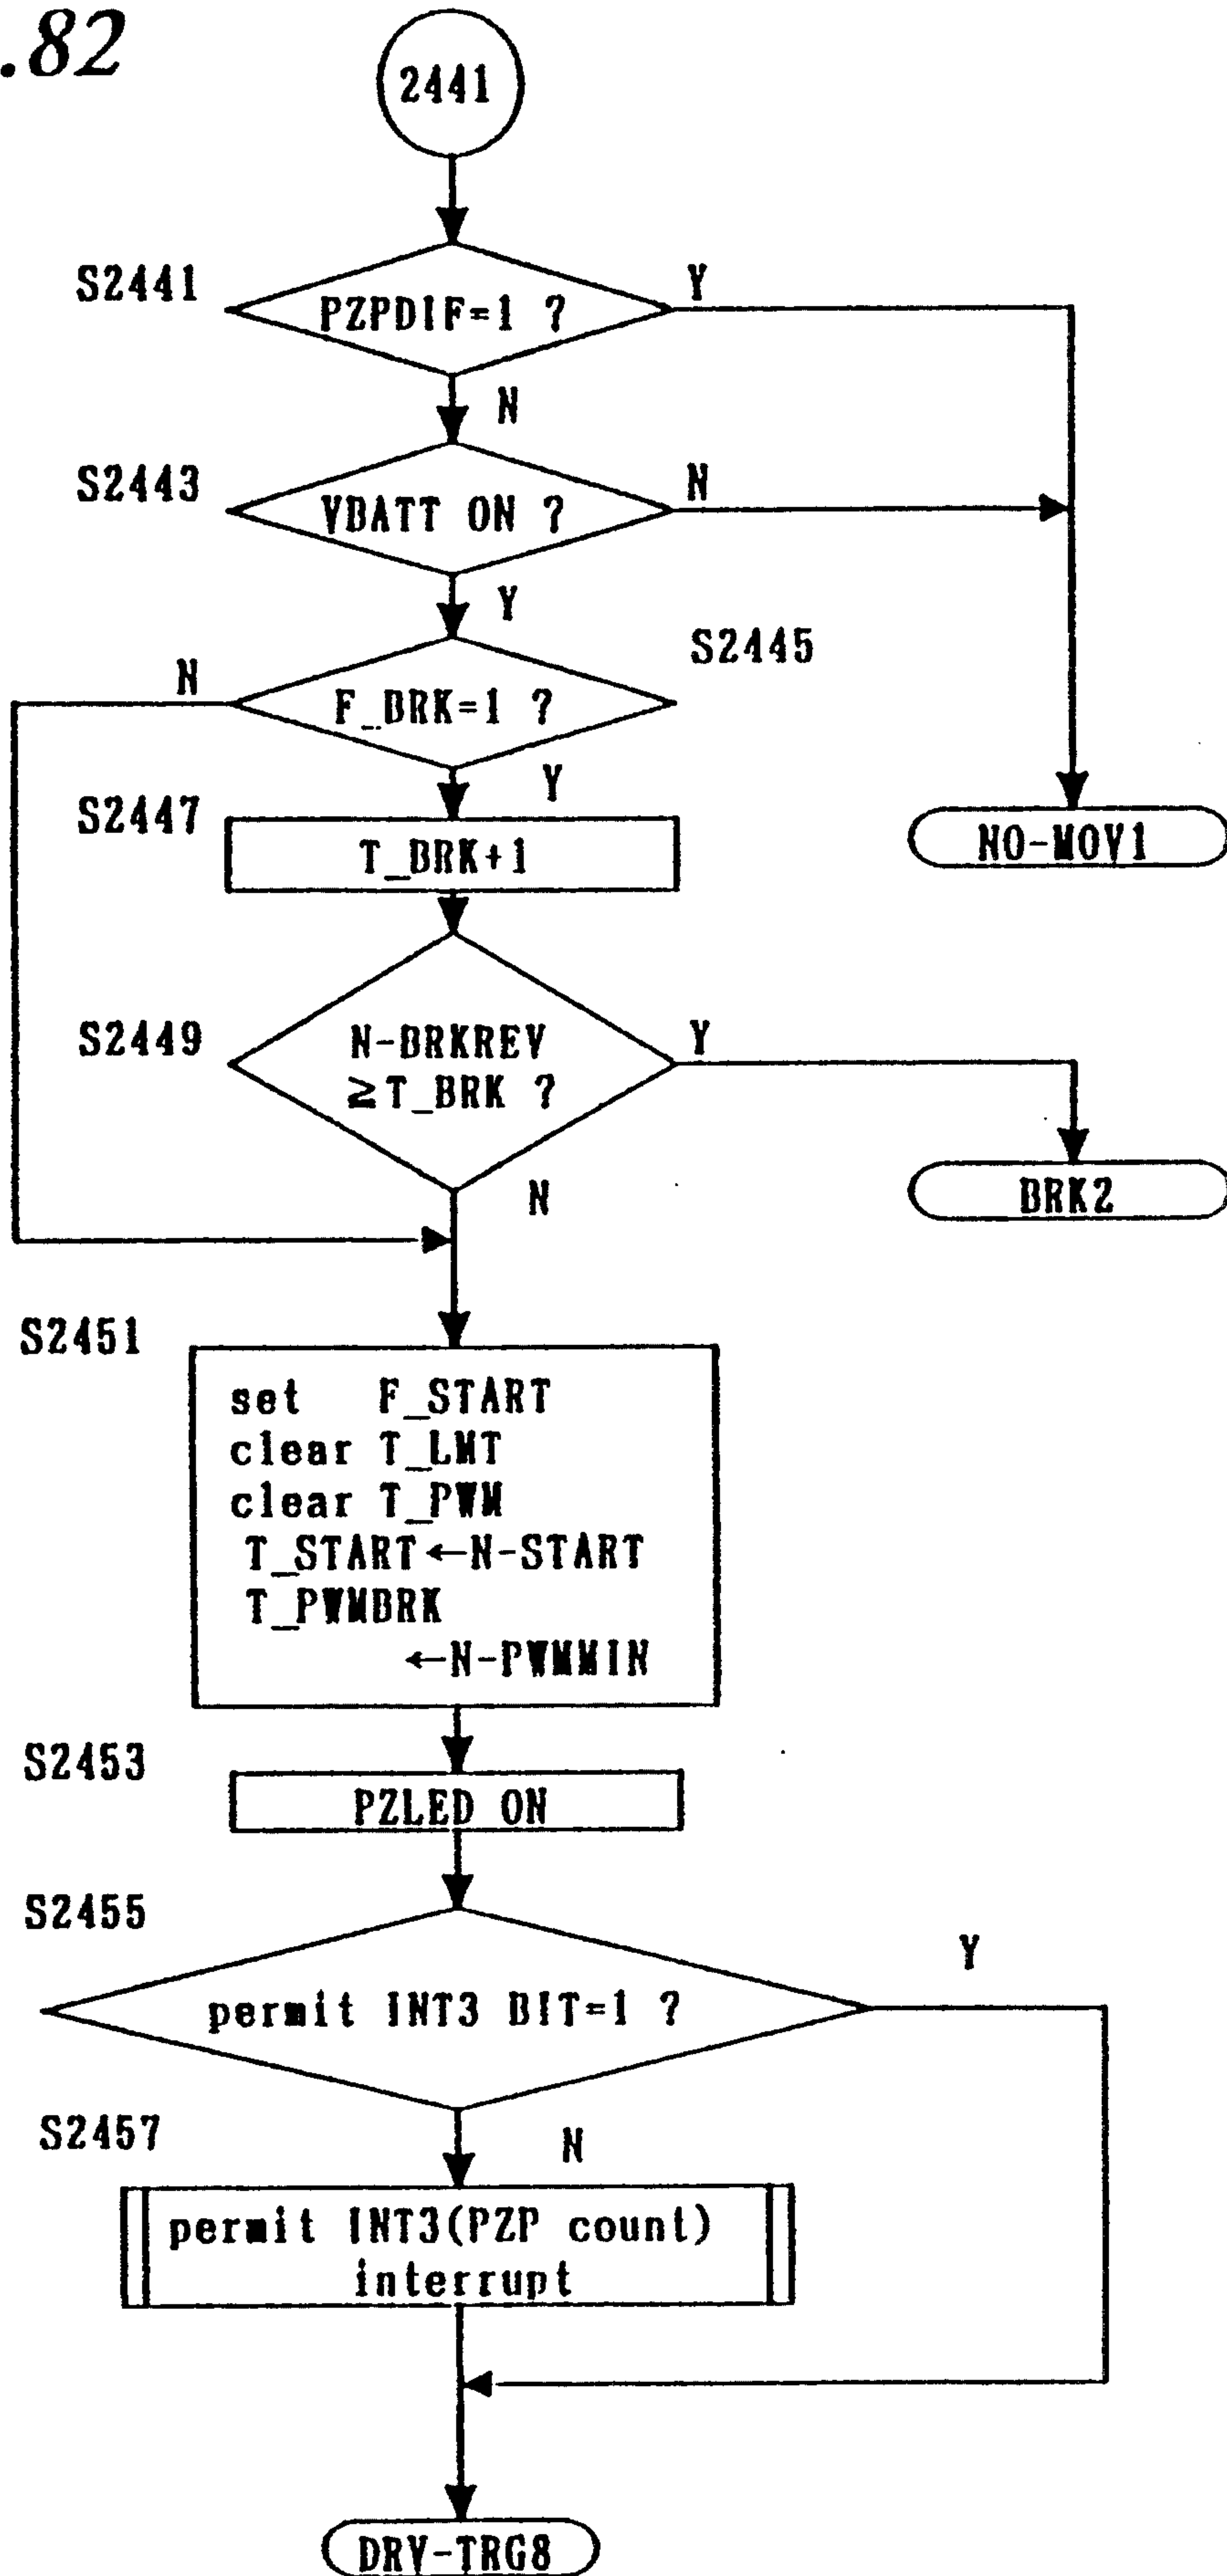 .82
2441
S2441
PZPDIF=1 ?
Y
N
S2443
VBATT ON ?
N
Y
S2445
N
F_BRK=1 ?
Y
S2447
T_BRK+1
NO-MOV1
S2449
N-BRKREV
≧T_BRK ?
Y
N
BRK2
S2451
set F_START
clear T_LMT
clear T_PWM
T_START←N-START
T_PWMBRK
←N-PWMMIN
S2453
PZLED ON
S2455
permit INT3 BIT=1 ?
Y
S2457
N
permit INT3(PZP count)
interrupt
DRV-TRG8